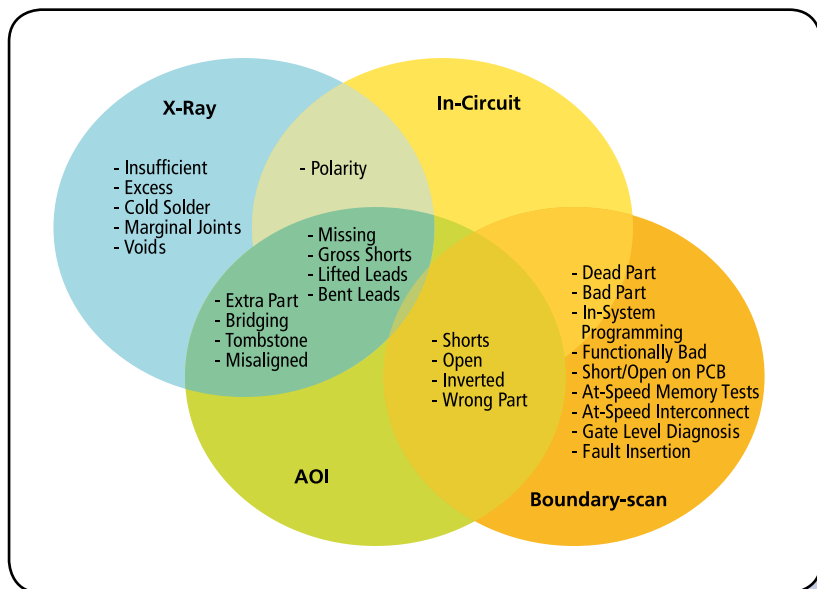 X-Ray
- Insufficient
- Excess
- Cold Solder
- Marginal Joints
- Voids
In-Circuit
- Polarity
- Missing
- Gross Shorts
- Lifted Leads
- Bent Leads
- Extra Part
- Bridging
- Tombstone
- Misaligned
- Shorts
- Open
- Inverted
- Wrong Part
- Dead Part
- Bad Part
- In-System
Programming
- Functionally Bad
- Short/Open on PCB
- At-Speed Memory Tests
- At-Speed Interconnect
- Gate Level Diagnosis
- Fault Insertion
AOI
Boundary-scan